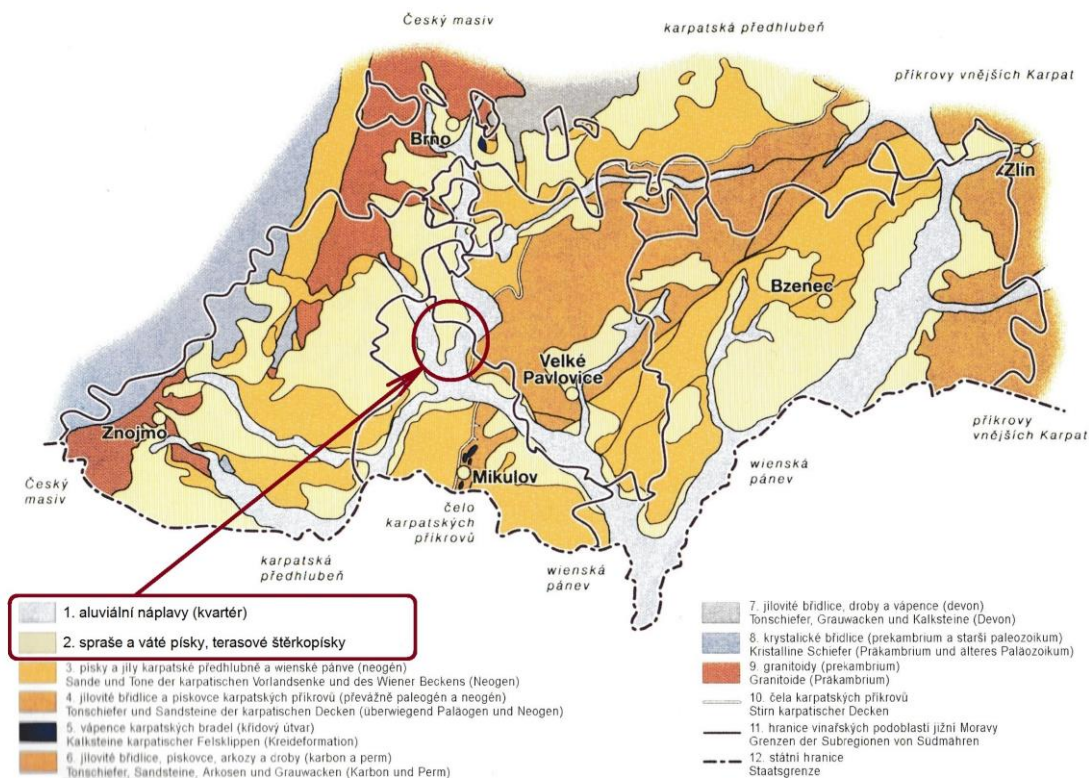 Český masiv
karpatská předhlubeň
příkrovy vnějších Karpat
Brno
Zlín
Bzenec
Velké
Pavlovice
Znojmo
Mikulov
Český
masiv
příkrovy
vnějších Karpat
wienská
pánev
čelo
karpatských
příkrovů
karpatská
předhlubeň
wienská
pánev
1. aluviální náplavy (kvartér)
2. spraše a váté písky, terasové štěrkopísky
3. písky a jíly karpatské předhlubně a wienské pánve (neogén)
Sande und Tone der karpatischen Vorlandsenke und des Wiener Beckens (Neogen)
4. jílovité břidlice a pískovce karpatských příkrovů (převážně paleogén a neogén)
Tonschiefer und Sandsteine der karpatischen Decken (überwiegend Paläogen und Neogen)
5. vápence karpatských bradel (křídový útvar)
Kalksteine karpatischer Felsklippen (Kreideformation)
6. jílovité břidlice, pískovce, arkozy a droby (karbon a perm)
Tonschiefer, Sandsteine, Arkosen und Grauwacken (Karbon und Perm)
7. jílovité břidlice, droby a vápence (devon)
Tonschiefer, Grauwacken und Kalksteine (Devon)
8. krystalické břidlice (prekambrium a starší paleozoikum)
Kristalline Schiefer (Präkambrium und älteres Paläozoikum)
9. granitoidy (prekambrium)
Granitoide (Präkambrium)
10. čela karpatských příkrovů
Stirn karpatischer Decken
11. hranice vinařských podoblastí jižní Moravy
Grenzen der Subregionen von Südmähren
12. státní hranice
Staatsgrenze